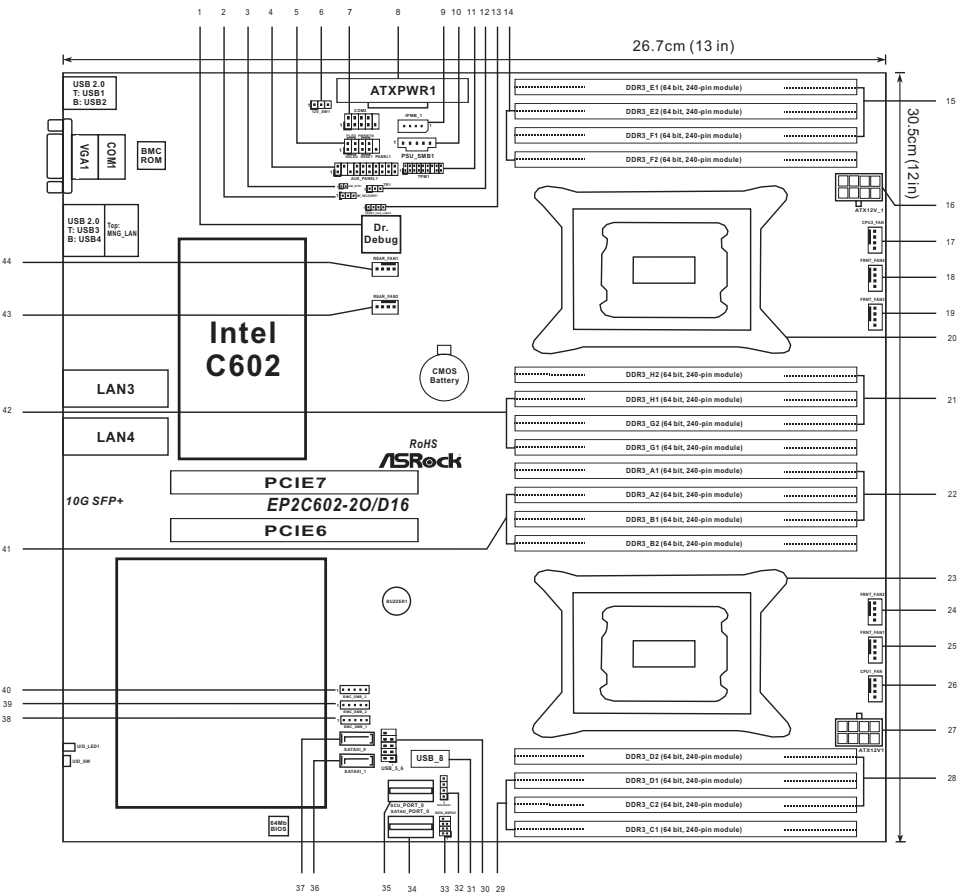 1 2 3 4 5 6 7 8 9 10 11 12 13 14
26.7cm (13 in)
30.5cm (12 in)
USB 2.0
T: USB1
B: USB2
VGA1
COM1
BMC
ROM
USB 2.0
T: USB3
B: USB4
Top:
MNG_LAN
ATXPWR1
COM2
IPMB_1
PSU_SMB1
AUX_PANEL1
TPM1
Dr.
Debug
REAR_FAN1
REAR_FAN2
DDR3_E1 (64 bit, 240-pin module)
DDR3_E2 (64 bit, 240-pin module)
DDR3_F1 (64 bit, 240-pin module)
DDR3_F2 (64 bit, 240-pin module)
15
ATX12V_1
16
CPU2_FAN
17
FRNT_FAN4
18
FRNT_FAN3
19
20
44
43
Intel
C602
CMOS
Battery
LAN3
LAN4
42
DDR3_H2 (64 bit, 240-pin module)
DDR3_H1 (64 bit, 240-pin module)
DDR3_G2 (64 bit, 240-pin module)
DDR3_G1 (64 bit, 240-pin module)
21
DDR3_A1 (64 bit, 240-pin module)
DDR3_A2 (64 bit, 240-pin module)
DDR3_B1 (64 bit, 240-pin module)
DDR3_B2 (64 bit, 240-pin module)
22
RoHS
ASRock
PCIE7
10G SFP+
EP2C602-2O/D16
PCIE6
41
BUZZER1
23
FRNT_FAN2
24
FRNT_FAN1
25
CPU1_FAN
26
ATX12V1
27
40
39
38
BMC_SMB_3
BMC_SMB_2
BMC_SMB_1
UID_LED1
UID_SW
SATAIII_0
SATAIII_1
USB_5_6
USB_8
SCU_PORT_0
SATAII_PORT_0
64Mb
BIOS
DDR3_D2 (64 bit, 240-pin module)
DDR3_D1 (64 bit, 240-pin module)
DDR3_C2 (64 bit, 240-pin module)
DDR3_C1 (64 bit, 240-pin module)
28
37 36 35 34 33 32 31 30 29